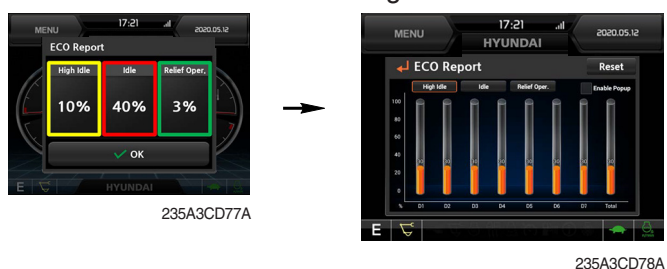 MENU 17:21 2020.05.12
ECO Report
High Idle Idle Relief Oper,
10% 40% 3%
OK
E HYUNDAI
235A3CD77A
MENU 17:21 2020.05.12
HYUNDAI
ECO Report Reset
High Idle Idle Relief Oper. Enable Popup
100
80
60
40
20
0
% D1 D2 D3 D4 D5 D6 D7 Total
E
235A3CD78A